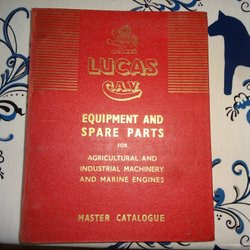 LUCAS
C.A.V.
EQUIPMENT AND
SPARE PARTS
FOR
AGRICULTURAL AND
INDUSTRIAL MACHINERY
AND MARINE ENGINES
MASTER CATALOGUE